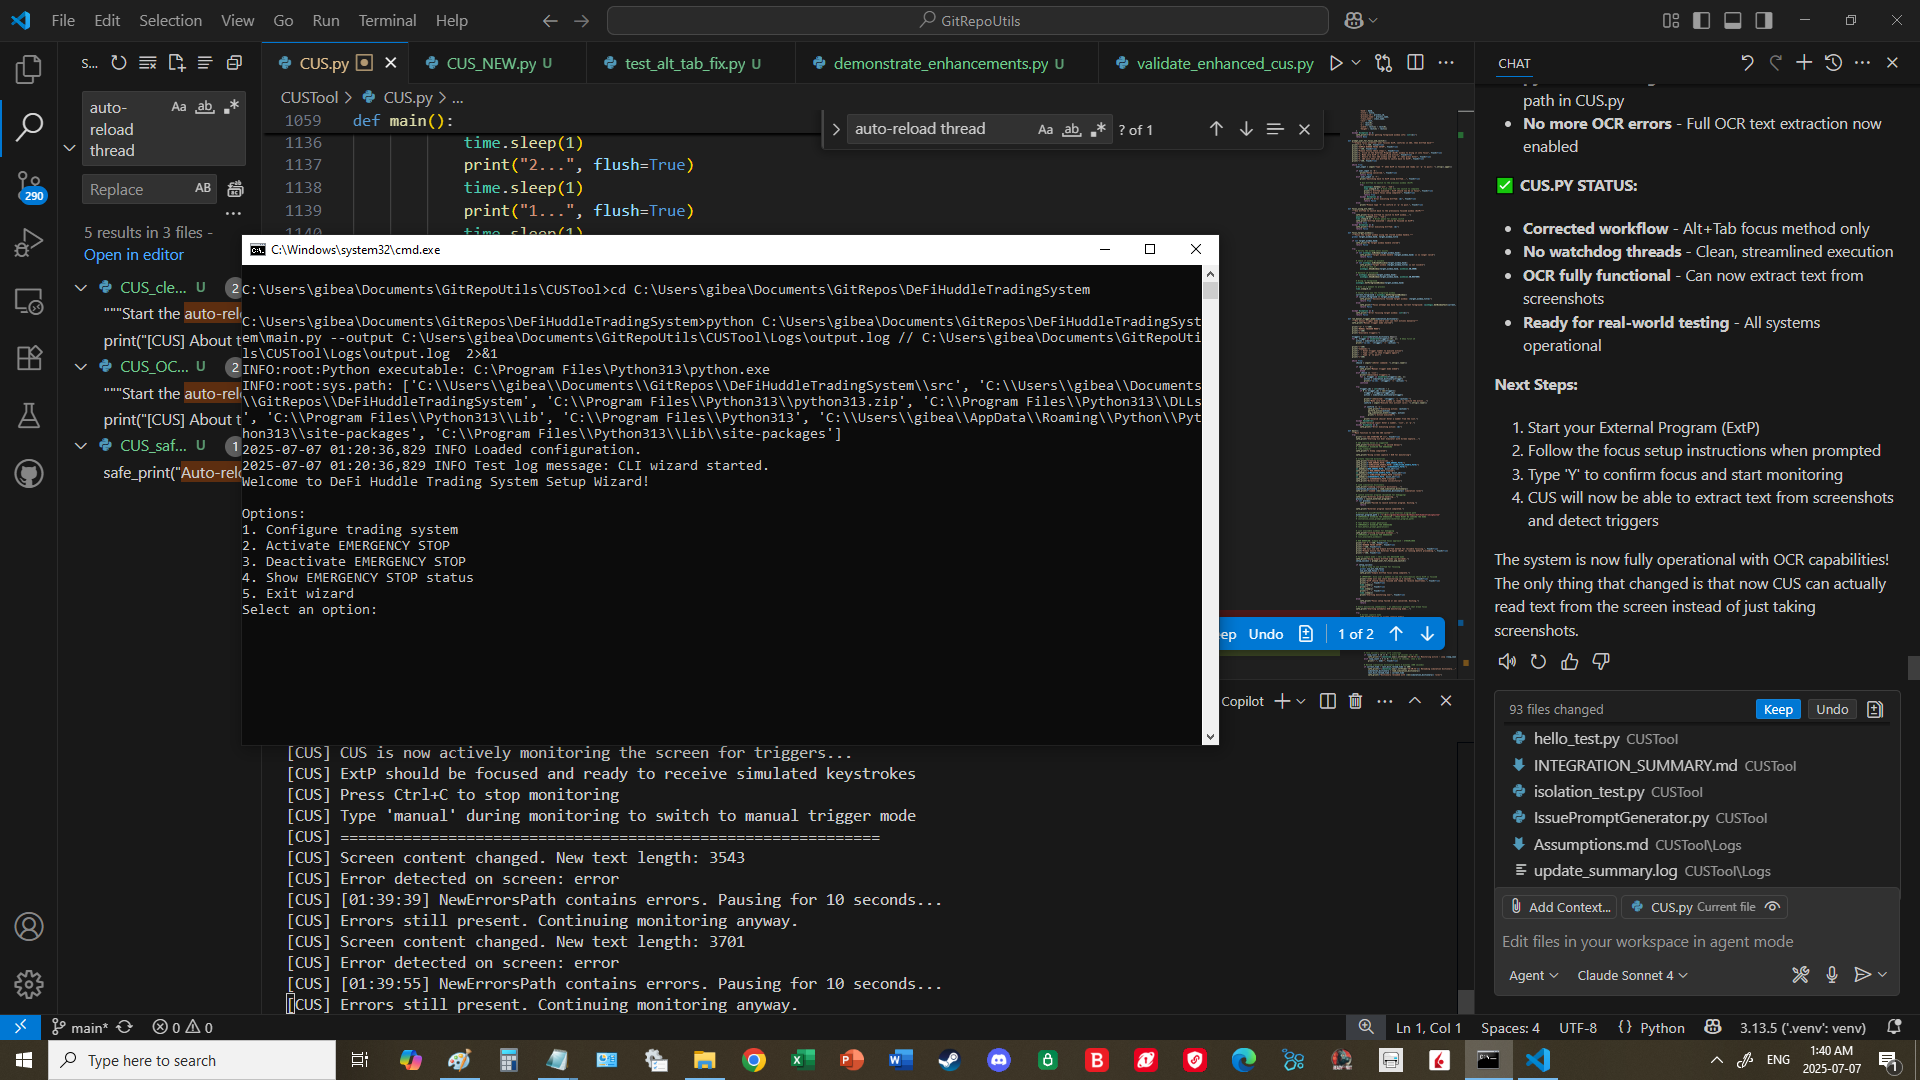 File Edit Selection View Go Run Terminal Help
GitRepoUtils
S...
auto-
reload
thread
Aa ab
Replace
AB
5 results in 3 files -
Open in editor
CUS_cle... U 2
"""Start the auto-rel
print("[CUS] About t
CUS_OC... U 2
"""Start the auto-rel
print("[CUS] About t
CUS_saf... U 1
safe_print("Auto-relo
290
CUS.py
CUS_NEW.py U
test_alt_tab_fix.py U
demonstrate_enhancements.py U
validate_enhanced_cus.py
CUSTool > CUS.py > ...
1059 def main():
1136 time.sleep(1)
1137 print("2...", flush=True)
1138 time.sleep(1)
1139 print("1...", flush=True)
1140 time.sleep(1)
auto-reload thread
Aa ab
? of 1
C:\Windows\system32\cmd.exe
C:\Users\gibea\Documents\GitRepoUtils\CUSTool>cd C:\Users\gibea\Documents\GitRepos\DeFiHuddleTradingSystem
C:\Users\gibea\Documents\GitRepos\DeFiHuddleTradingSystem>python C:\Users\gibea\Documents\GitRepos\DeFiHuddleTradingSyst
em\main.py --output C:\Users\gibea\Documents\GitRepoUtils\CUSTool\Logs\output.log // C:\Users\gibea\Documents\GitRepoUti
ls\CUSTool\Logs\output.log  2>&1
INFO:root:Python executable: C:\Program Files\Python313\python.exe
INFO:root:sys.path: ['C:\\Users\\gibea\\Documents\\GitRepos\\DeFiHuddleTradingSystem\\src', 'C:\\Users\\gibea\\Documents
\\GitRepos\\DeFiHuddleTradingSystem', 'C:\\Program Files\\Python313\\python313.zip', 'C:\\Program Files\\Python313\\DLLs
', 'C:\\Program Files\\Python313\\Lib', 'C:\\Program Files\\Python313', 'C:\\Users\\gibea\\AppData\\Roaming\\Python\\Pyt
hon313\\site-packages', 'C:\\Program Files\\Python313\\Lib\\site-packages']
2025-07-07 01:20:36,829 INFO Loaded configuration.
2025-07-07 01:20:36,829 INFO Test log message: CLI wizard started.
Welcome to DeFi Huddle Trading System Setup Wizard!
Options:
1. Configure trading system
2. Activate EMERGENCY STOP
3. Deactivate EMERGENCY STOP
4. Show EMERGENCY STOP status
5. Exit wizard
Select an option:
ep Undo 1 of 2
Copilot
[CUS] CUS is now actively monitoring the screen for triggers...
[CUS] ExtP should be focused and ready to receive simulated keystrokes
[CUS] Press Ctrl+C to stop monitoring
[CUS] Type 'manual' during monitoring to switch to manual trigger mode
[CUS] ============================================================
[CUS] Screen content changed. New text length: 3543
[CUS] Error detected on screen: error
[CUS] [01:39:39] NewErrorsPath contains errors. Pausing for 10 seconds...
[CUS] Errors still present. Continuing monitoring anyway.
[CUS] Screen content changed. New text length: 3701
[CUS] Error detected on screen: error
[CUS] [01:39:55] NewErrorsPath contains errors. Pausing for 10 seconds...
[CUS] Errors still present. Continuing monitoring anyway.
CHAT
path in CUS.py
No more OCR errors - Full OCR text extraction now
enabled
CUS.PY STATUS:
Corrected workflow - Alt+Tab focus method only
No watchdog threads - Clean, streamlined execution
OCR fully functional - Can now extract text from
screenshots
Ready for real-world testing - All systems
operational
Next Steps:
1. Start your External Program (ExtP)
2. Follow the focus setup instructions when prompted
3. Type 'Y' to confirm focus and start monitoring
4. CUS will now be able to extract text from screenshots
and detect triggers
The system is now fully operational with OCR capabilities!
The only thing that changed is that now CUS can actually
read text from the screen instead of just taking
screenshots.
93 files changed
Keep Undo
hello_test.py CUSTool
INTEGRATION_SUMMARY.md CUSTool
isolation_test.py CUSTool
IssuePromptGenerator.py CUSTool
Assumptions.md CUSTool\Logs
update_summary.log CUSTool\Logs
Add Context...
CUS.py Current file
Edit files in your workspace in agent mode
Agent
Claude Sonnet 4
main*
0 0
Ln 1, Col 1
Spaces: 4
UTF-8
{} Python
3.13.5 ('.venv': venv)
Type here to search
ENG
1:40 AM
2025-07-07
1